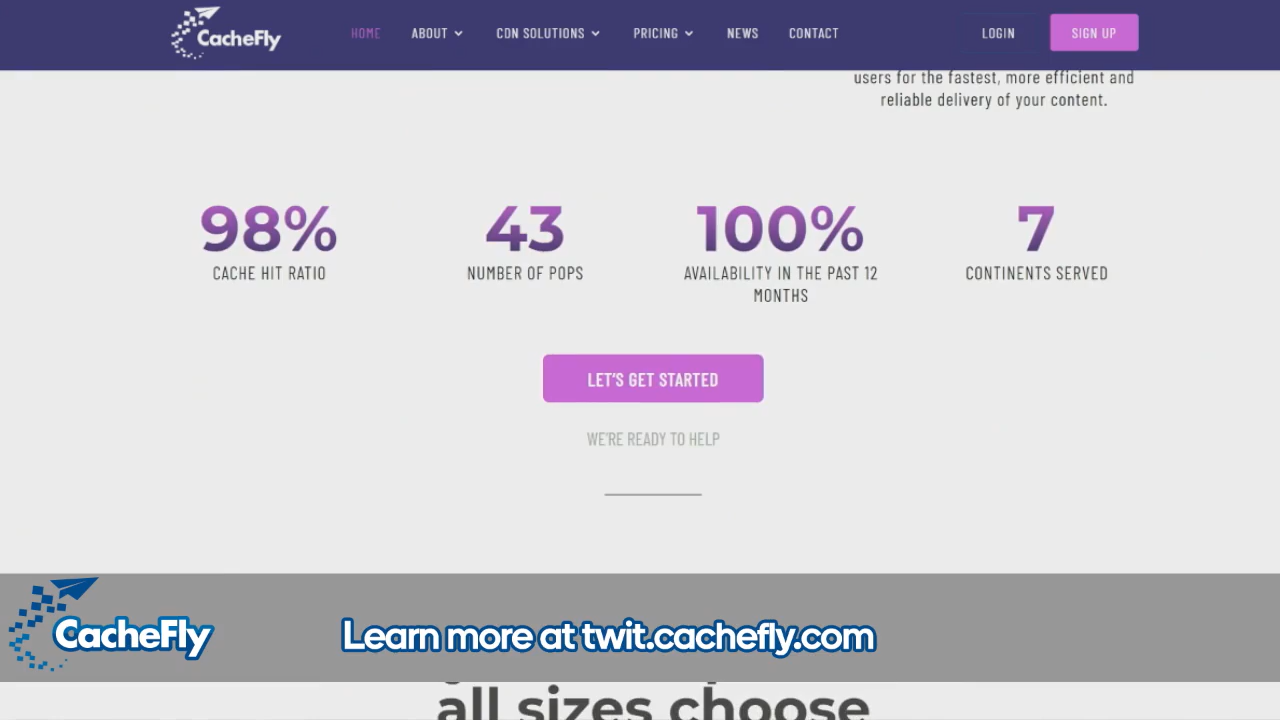 CacheFly
HOME ABOUT CDN SOLUTIONS PRICING NEWS CONTACT LOGIN SIGN UP
users for the fastest, more efficient and
reliable delivery of your content.
98% 43 100% 7
CACHE HIT RATIO NUMBER OF POPS AVAILABILITY IN THE PAST 12 CONTINENTS SERVED
MONTHS
LET'S GET STARTED
WE'RE READY TO HELP
CacheFly Learn more at twit.cachefly.com
all sizes choose